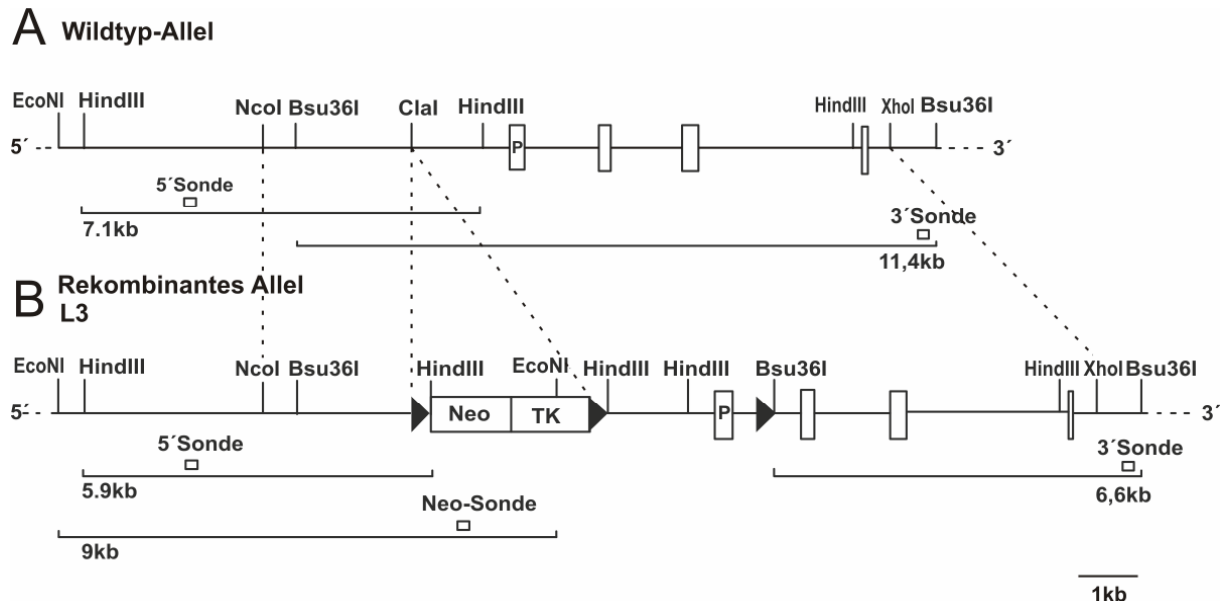 A Wildtyp-Allel
EcoNI HindIII NcoI Bsu36I ClaI HindIII HindIII XhoI Bsu36I
5´ P 3´
5´Sonde
7.1kb
3´Sonde
11,4kb
B Rekombinantes Allel
L3
EcoNI HindIII NcoI Bsu36I HindIII EcoNI HindIII HindIII Bsu36I HindIII XhoI Bsu36I
5´ Neo TK P 3´
5´Sonde
3´Sonde
5.9kb
6,6kb
Neo-Sonde
9kb
1kb